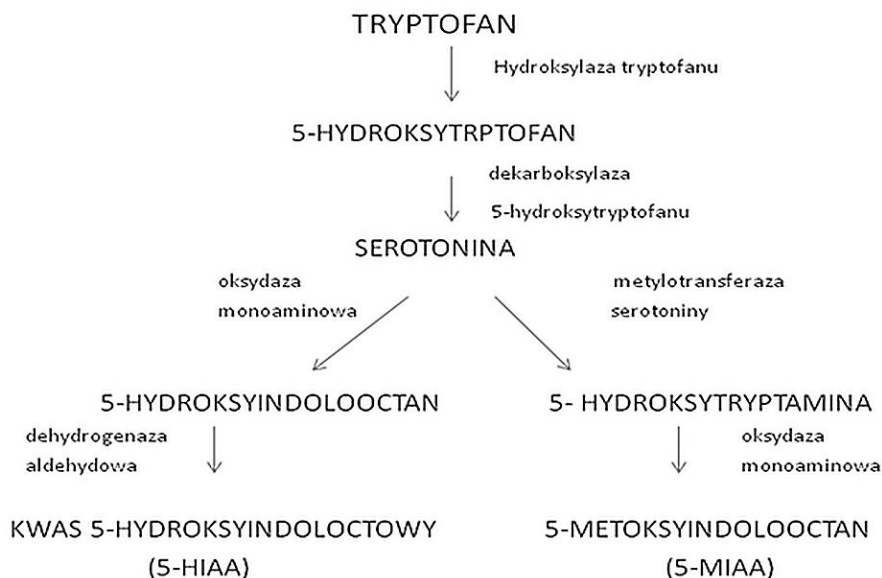 TRYPTOFAN
Hydroksylaza tryptofanu
5-HYDROKSYTRPTOFAN
dekarboksylaza
5-hydroksytryptofanu
SEROTONINA
oksydaza
monoaminowa
metylotransferaza
serotoniny
5-HYDROKSYINDOLOOCTAN
5- HYDROKSYTRYPTAMINA
dehydrogenaza
aldehydowa
oksydaza
monoaminowa
KWAS 5-HYDROKSYINDOLOCTOWY
(5-HIAA)
5-METOKSYINDOLOOCTAN
(5-MIAA)